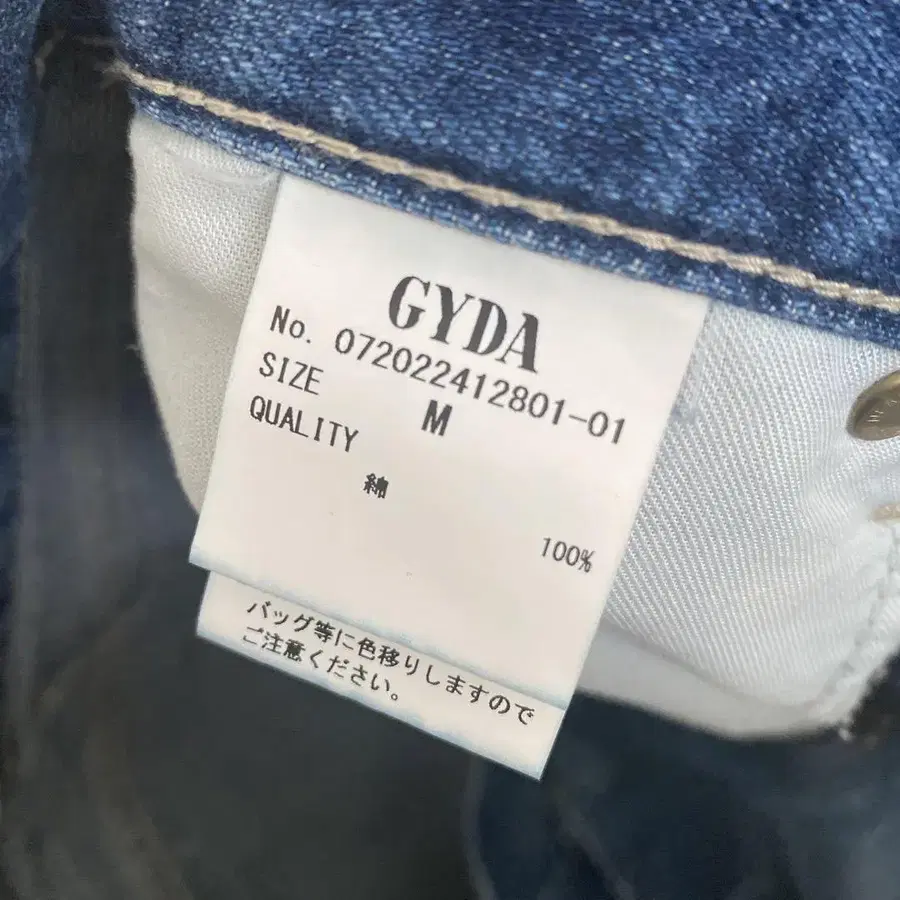 GYDA
No. 072022412801-01
SIZE M
QUALITY
綿 100%
バッグ等に色移りしますので
ご注意ください。